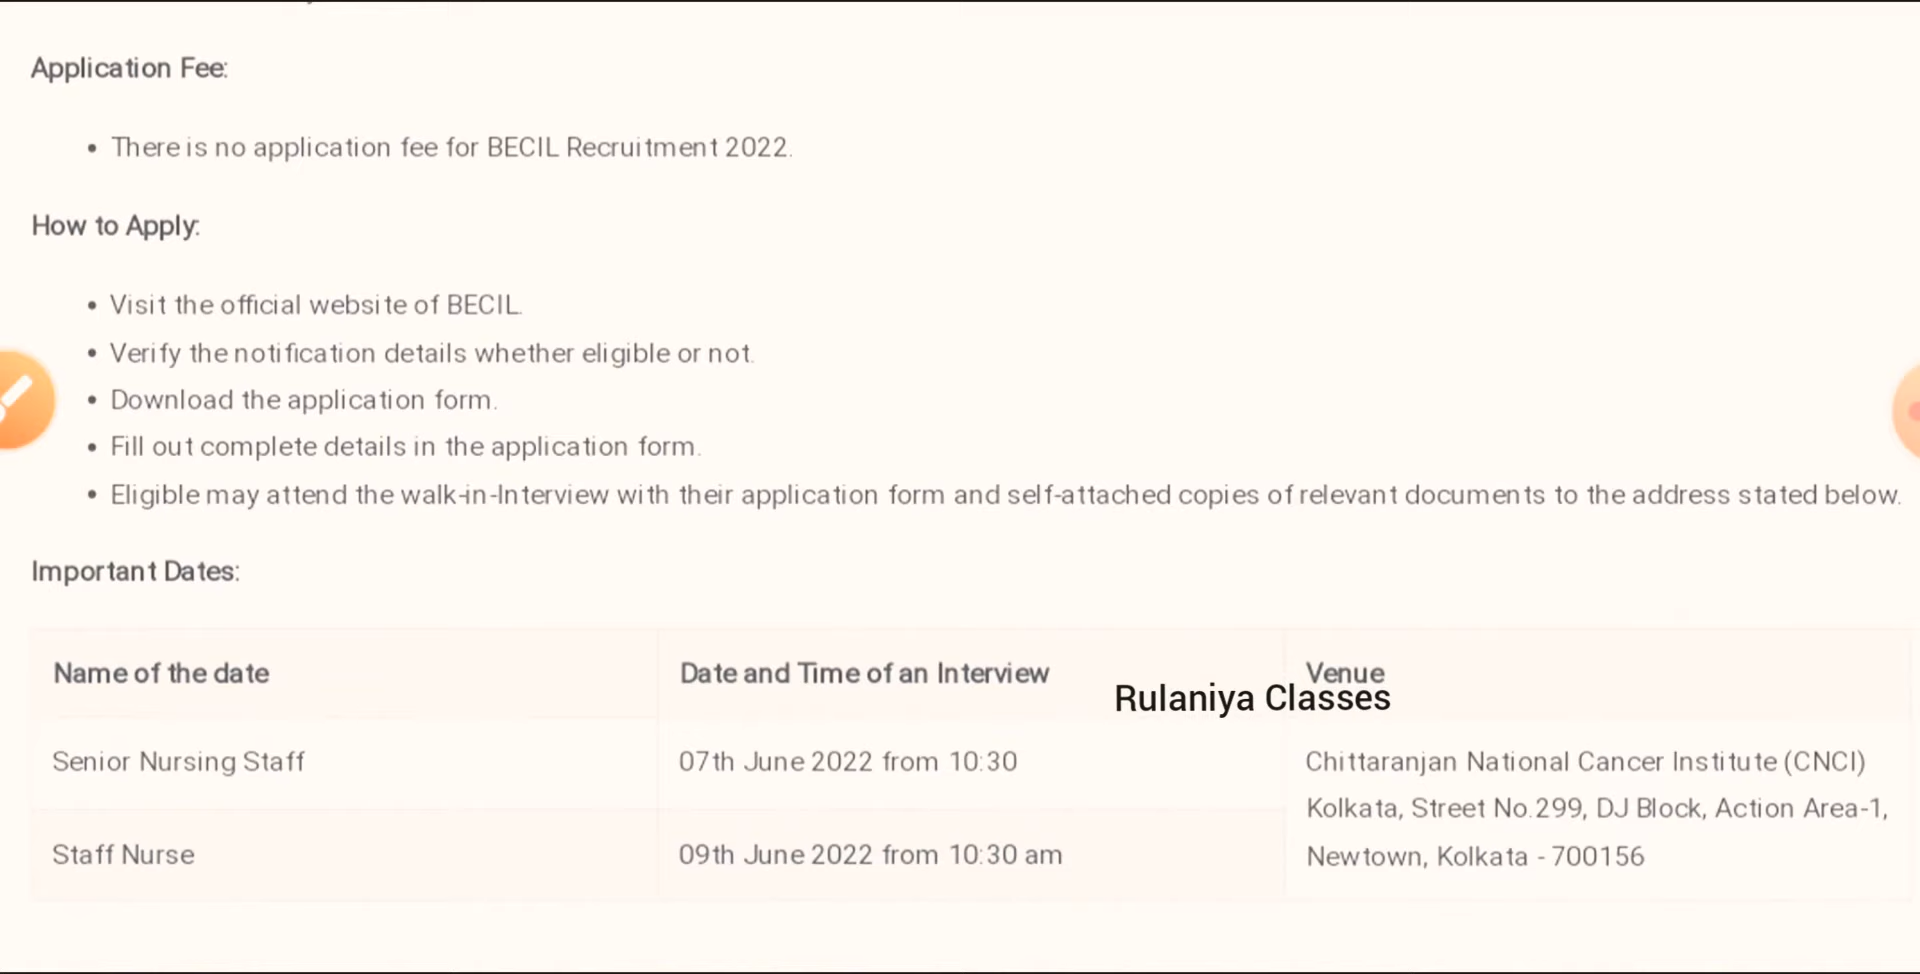 Application Fee:
• There is no application fee for BECIL Recruitment 2022.
How to Apply:
• Visit the official website of BECIL.
• Verify the notification details whether eligible or not.
• Download the application form.
• Fill out complete details in the application form.
• Eligible may attend the walk-in-Interview with their application form and self-attached copies of relevant documents to the address stated below.
Important Dates:
Name of the date
Date and Time of an Interview
Venue
Rulaniya Classes
Senior Nursing Staff
07th June 2022 from 10:30
Staff Nurse
09th June 2022 from 10:30 am
Chittaranjan National Cancer Institute (CNCI)
Kolkata, Street No.299, DJ Block, Action Area-1,
Newtown, Kolkata - 700156